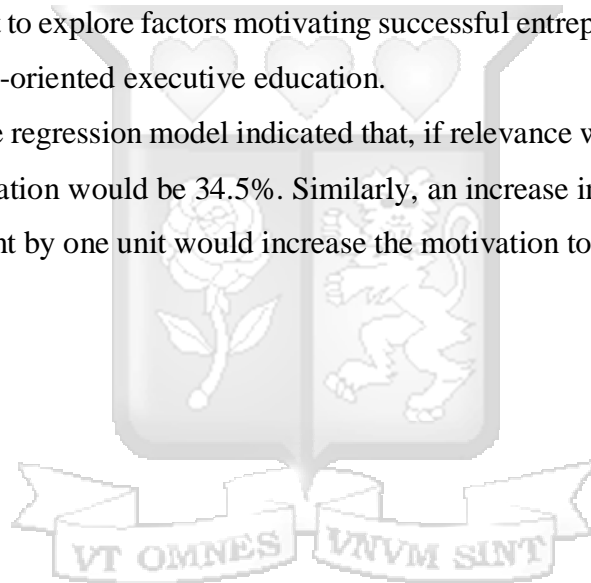 t to explore factors motivating successful entrep
-oriented executive education.
e regression model indicated that, if relevance w
ation would be 34.5%. Similarly, an increase in
nt by one unit would increase the motivation to
VT OMNES VNVM SINT